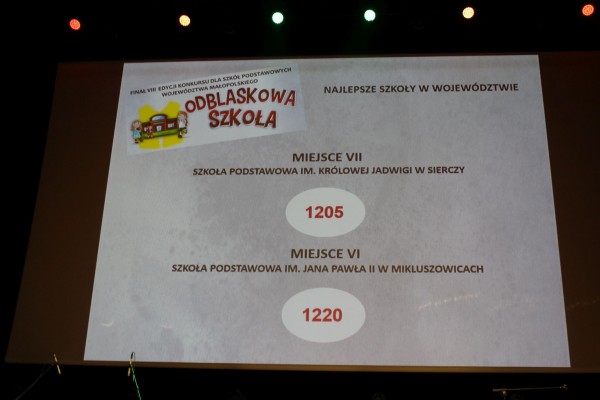 FINAŁ VIII EDYCJI KONKURSU DLA SZKÓŁ PODSTAWOWYCH
WOJEWÓDZTWA MAŁOPOLSKIEGO
ODBLASKOWA
SZKOŁA
NAJLEPSZE SZKOŁY W WOJEWÓDZTWIE
MIEJSCE VII
SZKOŁA PODSTAWOWA IM. KRÓLOWEJ JADWIGI W SIERCZY
1205
MIEJSCE VI
SZKOŁA PODSTAWOWA IM. JANA PAWŁA II W MIKLUSZOWICACH
1220